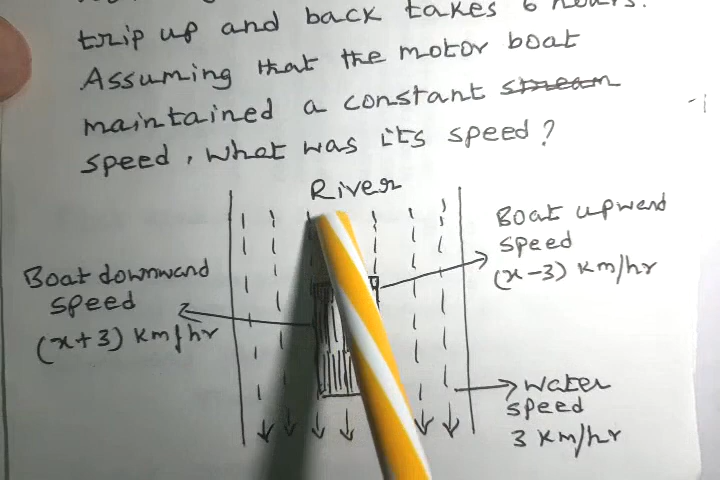 trip up and back takes 6 hours.
Assuming that the motor boat
maintained a constant stream
speed, what was its speed?
River
Boat upward
speed
(x-3) Km/hr
Boat downward
speed
(x+3) Km/hr
water
speed
3 Km/hr